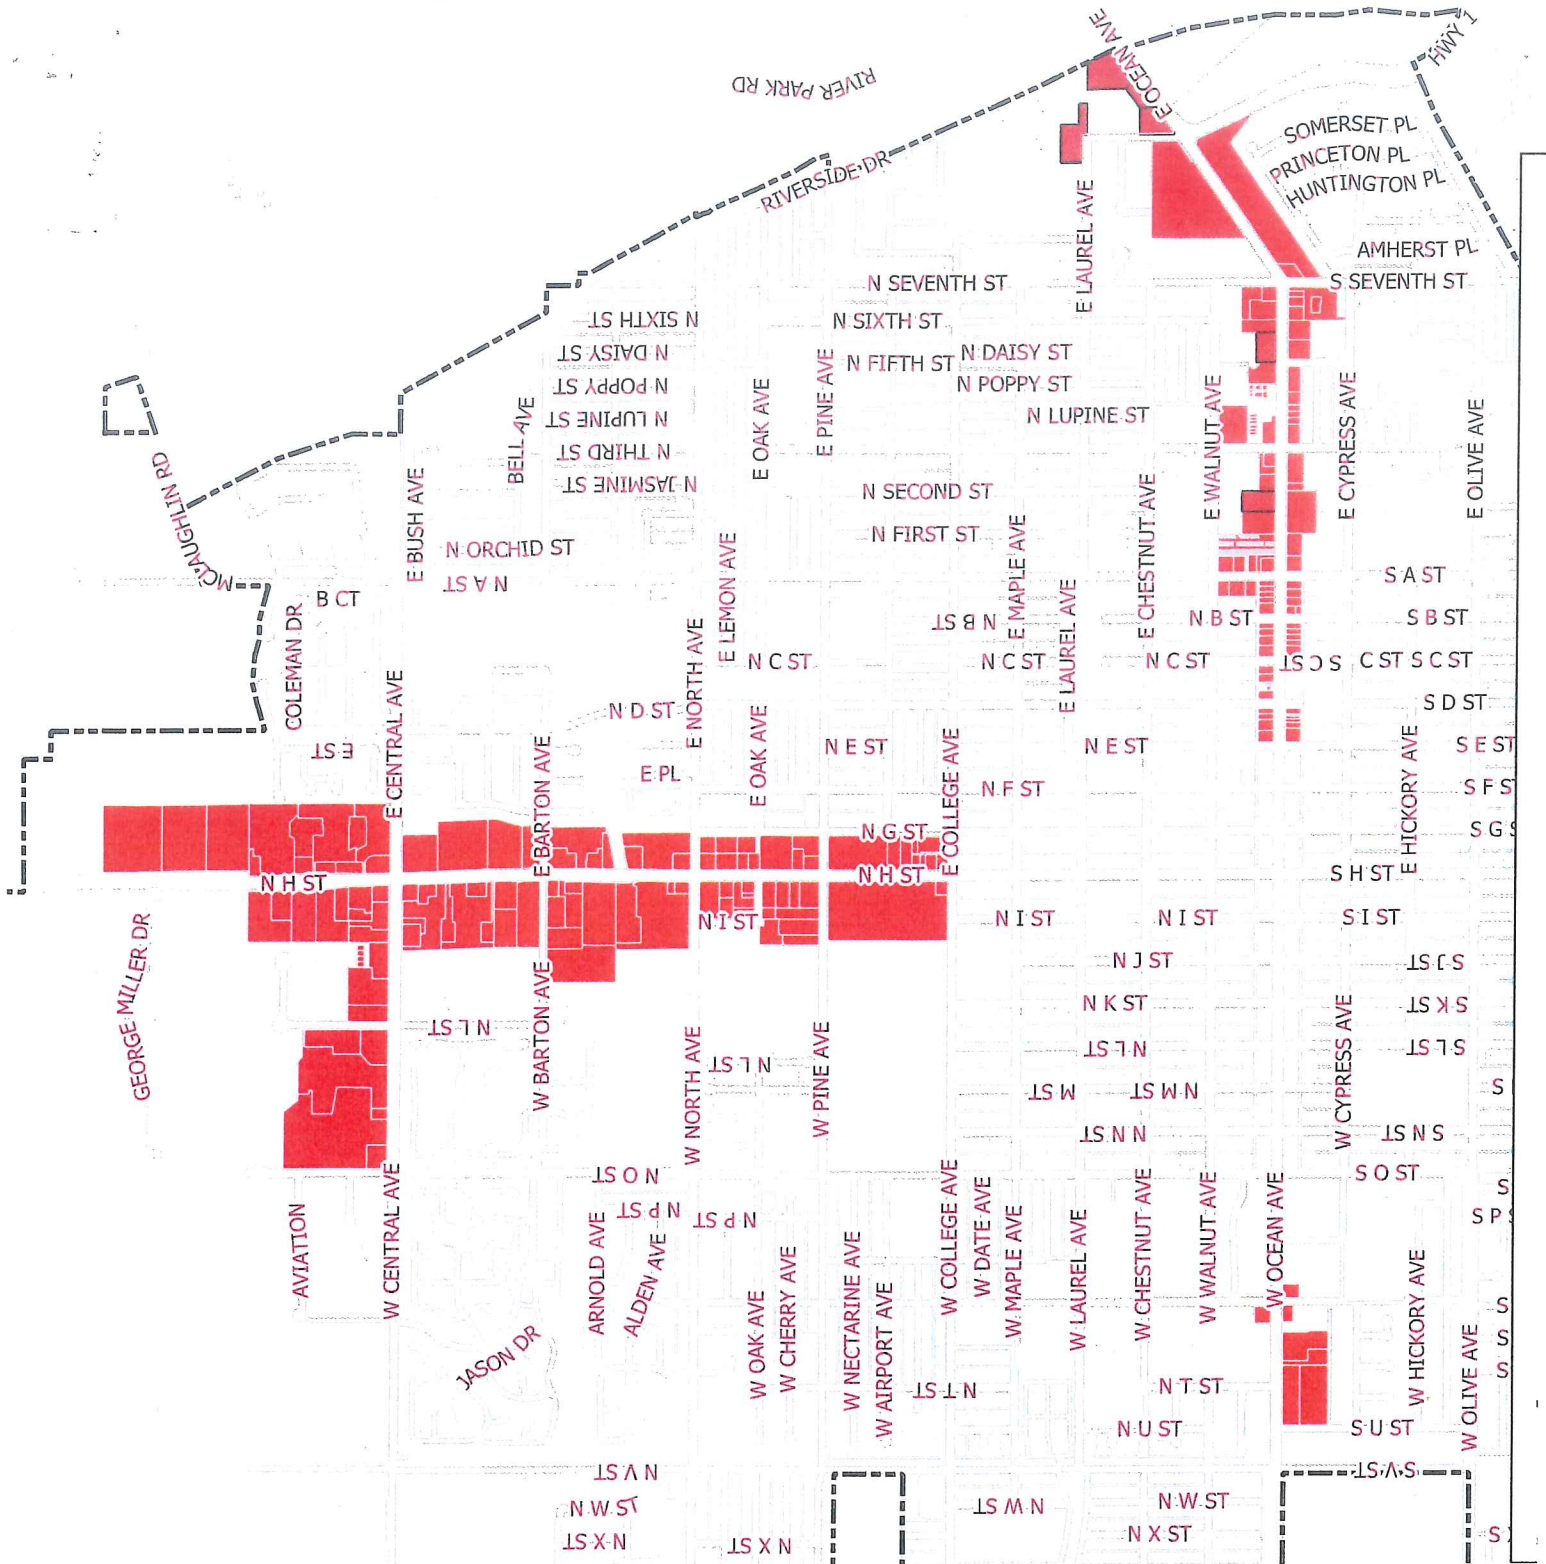 E OCEAN AVE
HWY 1
RIVER PARK RD
E OCEAN AVE
SOMERSET PL
PRINCETON PL
HUNTINGTON PL
RIVERSIDE DR
E LAUREL AVE
AMHERST PL
N SEVENTH ST
S SEVENTH ST
N SIXTH ST
N SIXTH ST
N DAISY ST
N FIFTH ST
N DAISY ST
N POPPY ST
N POPPY ST
N LUPINE ST
N LUPINE ST
BELL AVE
E OAK AVE
E PINE AVE
E WALNUT AVE
E CYPRESS AVE
E OLIVE AVE
N THIRD ST
N JASMINE ST
N SECOND ST
MCLAUGHLIN RD
E BUSH AVE
N ORCHID ST
N FIRST ST
E MAPLE AVE
E CHESTNUT AVE
N A ST
S A ST
B CT
COLEMAN DR
E LEMON AVE
N B ST
E LAUREL AVE
N B ST
S B ST
E NORTH AVE
N C ST
N C ST
N C ST
S C ST
C ST
S C ST
E CENTRAL AVE
N D ST
S D ST
E ST
E BARTON AVE
E PL
E OAK AVE
N E ST
E COLLEGE AVE
N E ST
E HICKORY AVE
S E ST
N F ST
S F ST
N G ST
S G S
N H ST
N H ST
S H ST
GEORGE MILLER DR
N I ST
N I ST
N I ST
S I ST
N J ST
S J ST
N K ST
S K ST
W BARTON AVE
N L ST
W NORTH AVE
N L ST
W PINE AVE
N L ST
W CYPRESS AVE
S L ST
M ST
N M ST
S
N N ST
S N ST
N O ST
S O ST
S
AVIATION
W CENTRAL AVE
ARNOLD AVE
N P ST
ALDEN AVE
N P ST
S P S
W COLLEGE AVE
W DATE AVE
W MAPLE AVE
W LAUREL AVE
W CHESTNUT AVE
W WALNUT AVE
W OCEAN AVE
W HICKORY AVE
S
S
S
W OAK AVE
W CHERRY AVE
W NECTARINE AVE
W AIRPORT AVE
JASON DR
N T ST
N T ST
W OLIVE AVE
N U ST
S U ST
N V ST
S V ST
N W ST
N W ST
N W ST
N X ST
N X ST
N X ST
S